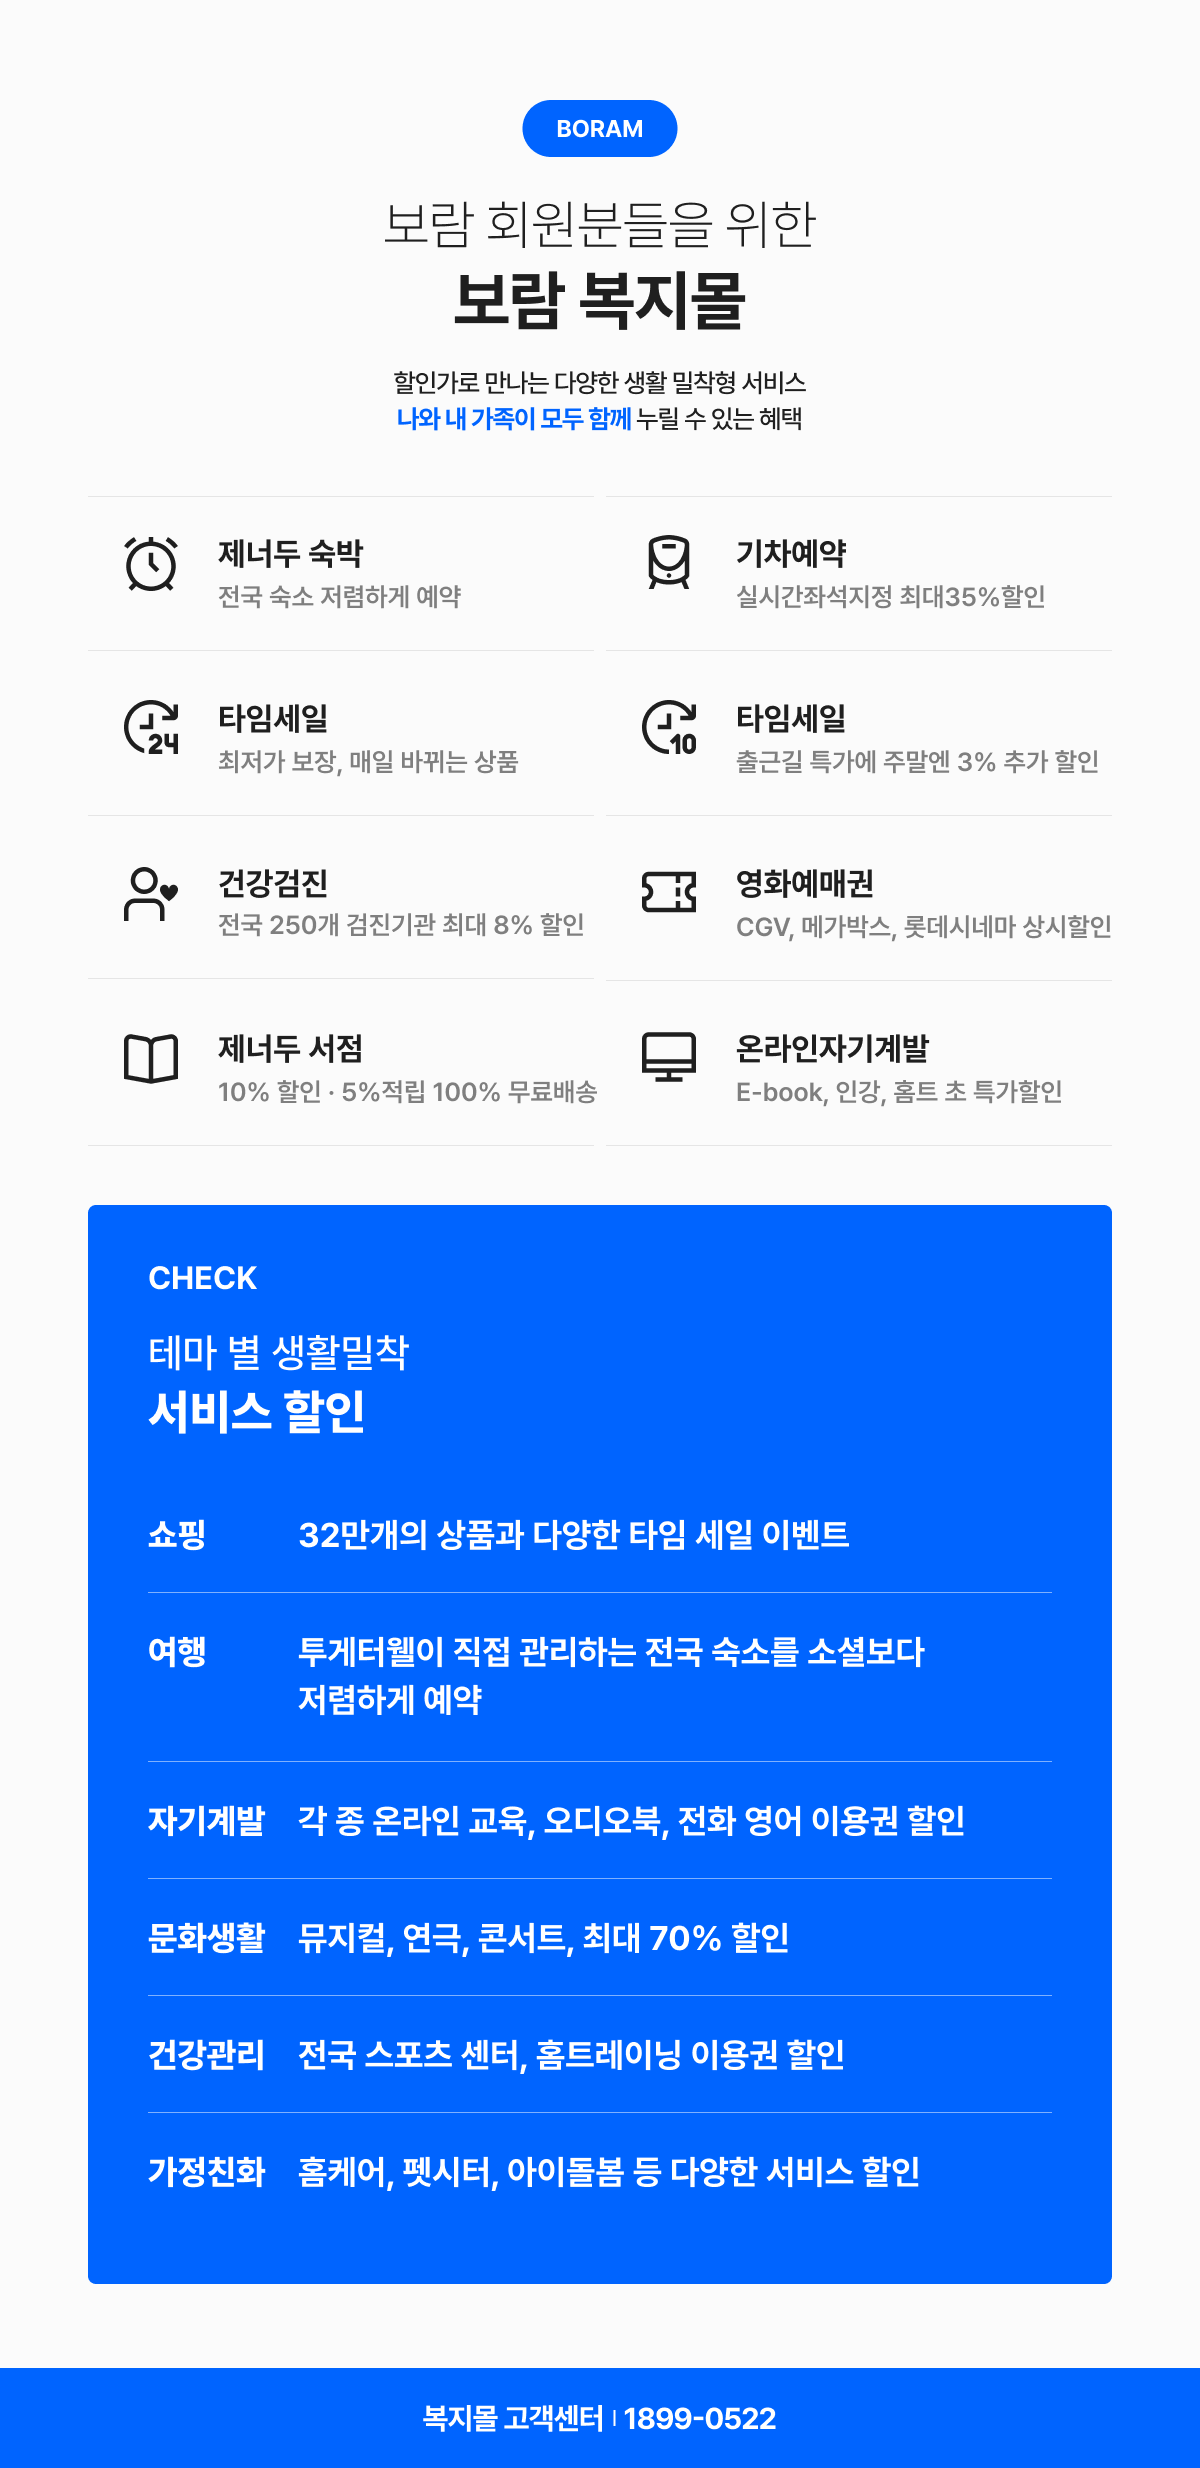 BORAM
보람 회원분들을 위한
보람 복지몰
할인가로 만나는 다양한 생활 밀착형 서비스
나와 내 가족이 모두 함께 누릴 수 있는 혜택
제너두 숙박
전국 숙소 저렴하게 예약
기차예약
실시간좌석지정 최대35%할인
24
타임세일
최저가 보장, 매일 바뀌는 상품
10
타임세일
출근길 특가에 주말엔 3% 추가 할인
건강검진
전국 250개 검진기관 최대 8% 할인
영화예매권
CGV, 메가박스, 롯데시네마 상시할인
제너두 서점
10% 할인 · 5%적립 100% 무료배송
온라인자기계발
E-book, 인강, 홈트 초 특가할인
CHECK
테마 별 생활밀착
서비스 할인
쇼핑 32만개의 상품과 다양한 타임 세일 이벤트
여행 투게터웰이 직접 관리하는 전국 숙소를 소셜보다
저렴하게 예약
자기계발 각 종 온라인 교육, 오디오북, 전화 영어 이용권 할인
문화생활 뮤지컬, 연극, 콘서트, 최대 70% 할인
건강관리 전국 스포츠 센터, 홈트레이닝 이용권 할인
가정친화 홈케어, 펫시터, 아이돌봄 등 다양한 서비스 할인
복지몰 고객센터 | 1899-0522